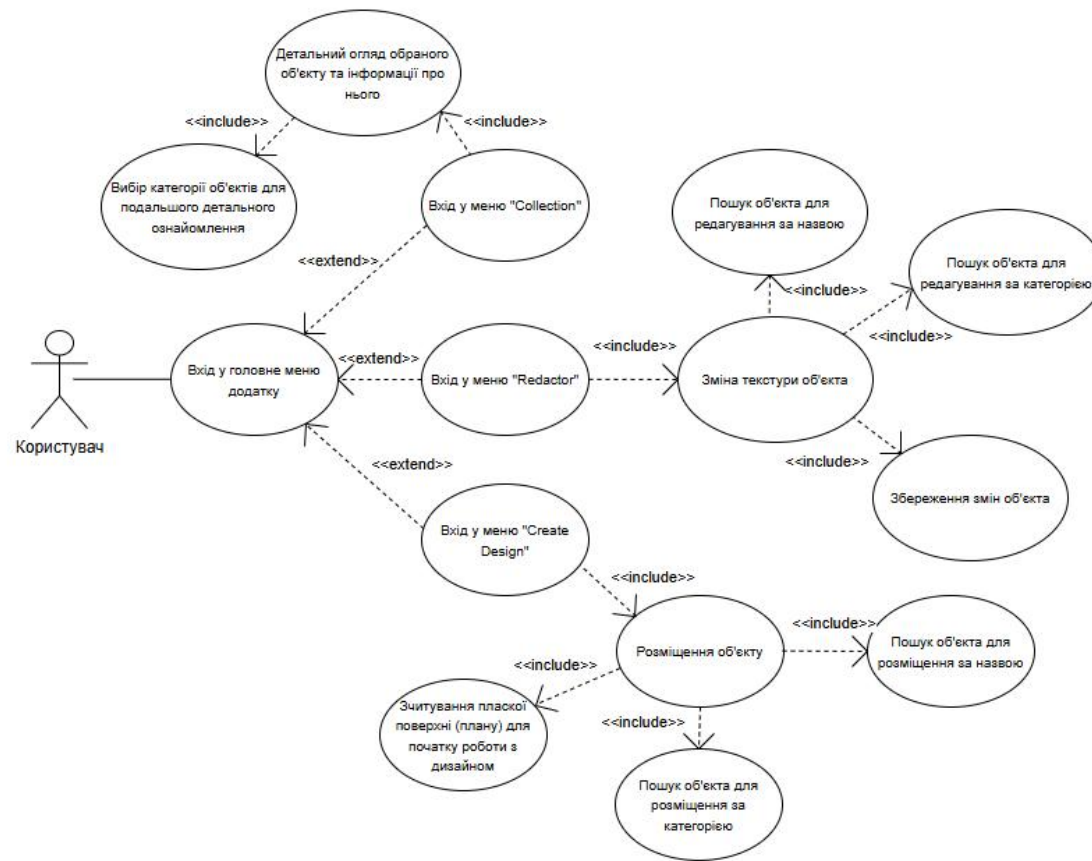 Детальний огляд обраного
об'єкту та інформації про
нього
<<include>>
<<include>>
Вибір категорії об'єктів для
подальшого детального
ознайомлення
Вхід у меню "Collection"
Пошук об'єкта для
редагування за назвою
Пошук об'єкта для
редагування за категорією
<<extend>>
<<include>>
<<include>>
Вхід у головне меню
додатку
<<extend>>
Вхід у меню "Redactor"
<<include>>
Зміна текстури об'єкта
Користувач
<<extend>>
<<include>>
Збереження змін об'єкта
Вхід у меню "Create
Design"
<<include>>
Розміщення об'єкту
<<include>>
Пошук об'єкта для
розміщення за назвою
<<include>>
Зчитування пласкої
поверхні (плану) для
початку роботи з
дизайном
<<include>>
Пошук об'єкта для
розміщення за
категорією